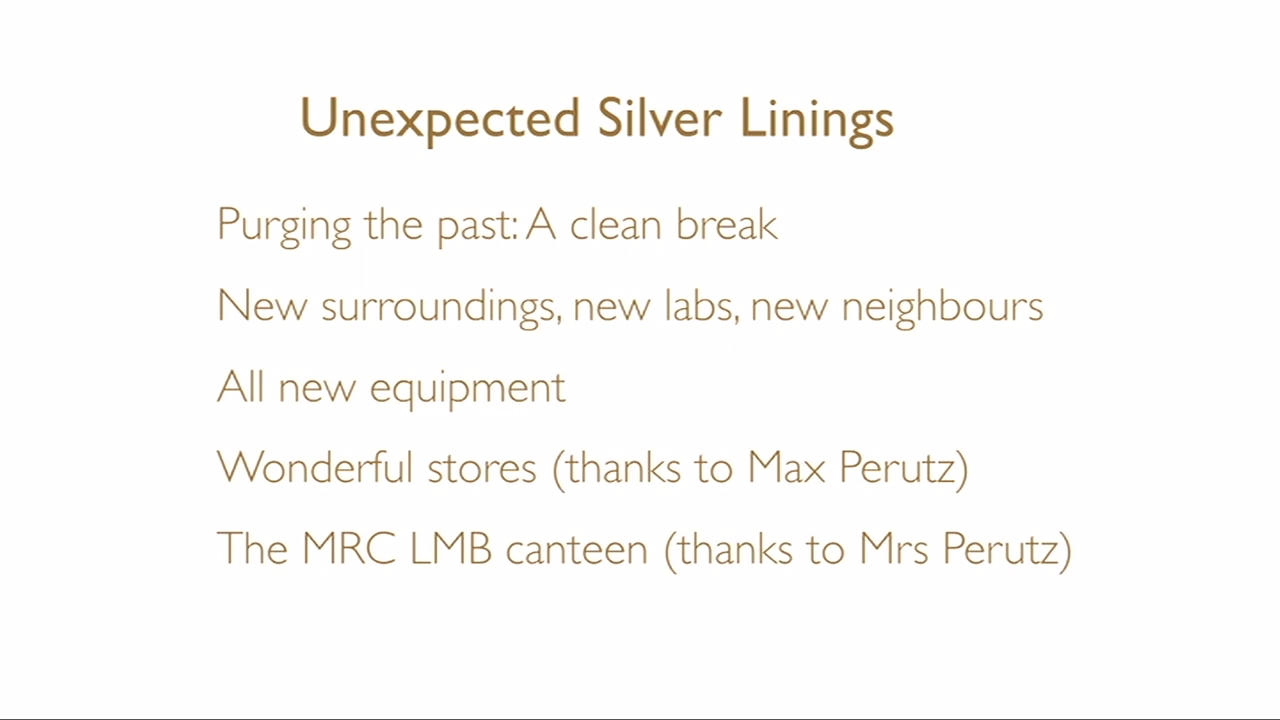 Unexpected Silver Linings
Purging the past: A clean break
New surroundings, new labs, new neighbours
All new equipment
Wonderful stores (thanks to Max Perutz)
The MRC LMB canteen (thanks to Mrs Perutz)